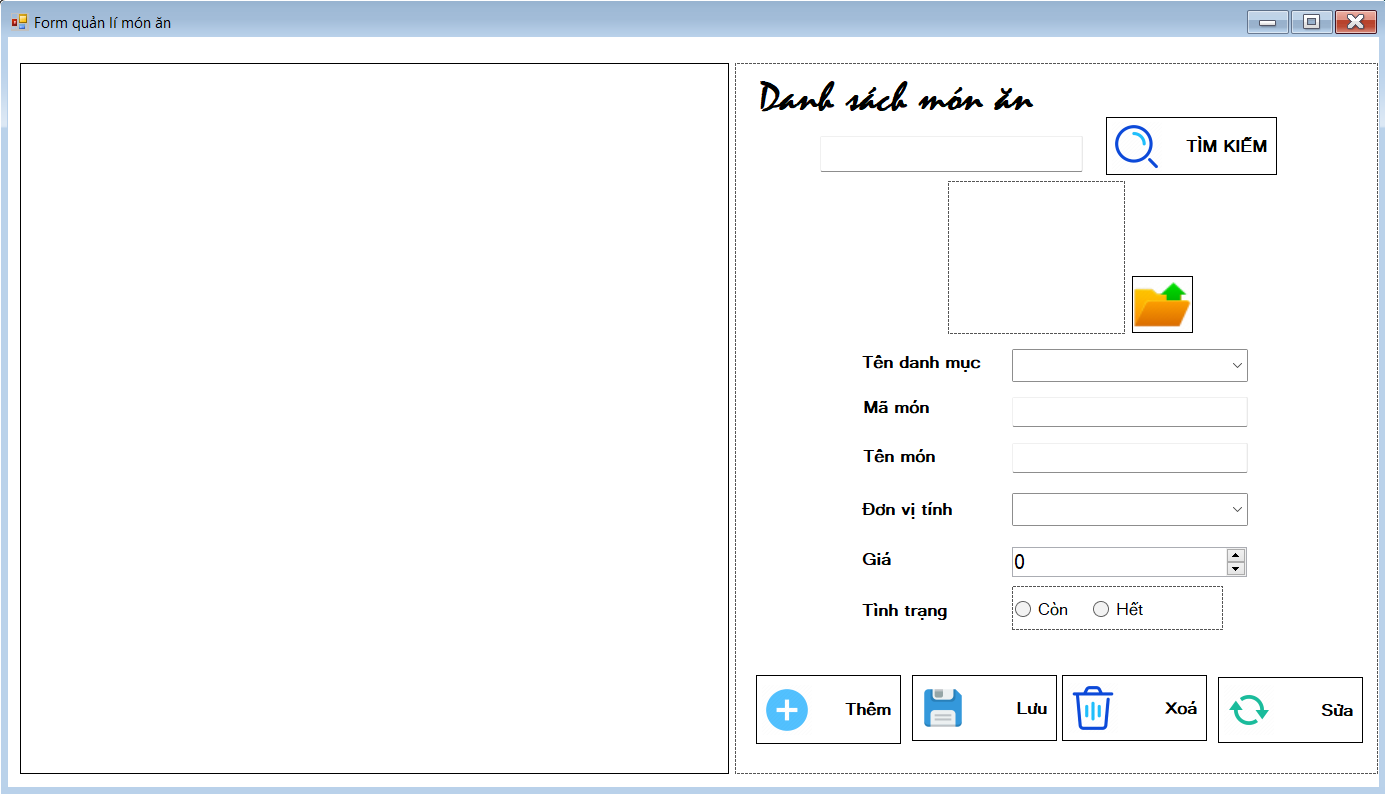 Form quản lí món ăn
Danh sách món ăn
TÌM KIẾM
Tên danh mục
Mã món
Tên món
Đơn vị tính
Giá
0
Tình trạng
Còn
Hết
Thêm
Lưu
Xoá
Sửa